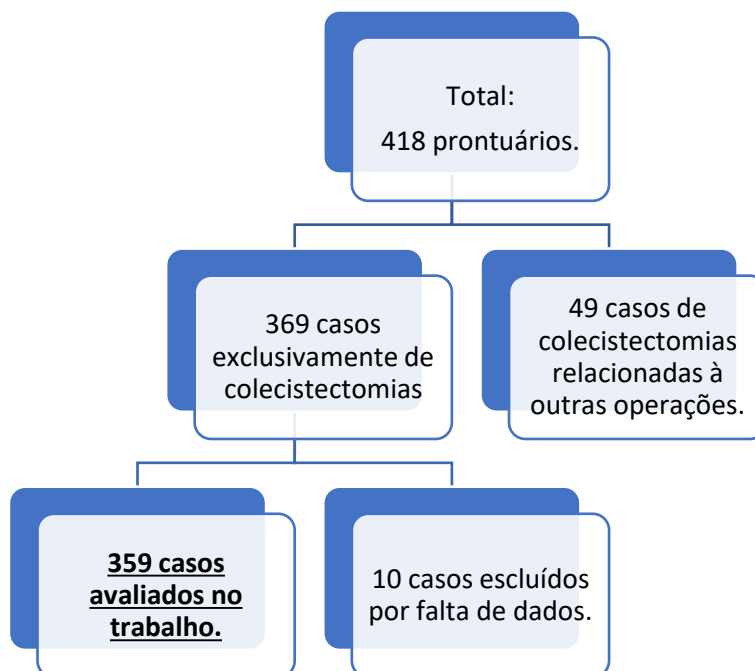 Total:
418 prontuários.
369 casos
exclusivamente de
colecistectomias
49 casos de
colecistectomias
relacionadas à
outras operações.
359 casos
avaliados no
trabalho.
10 casos escluídos
por falta de dados.